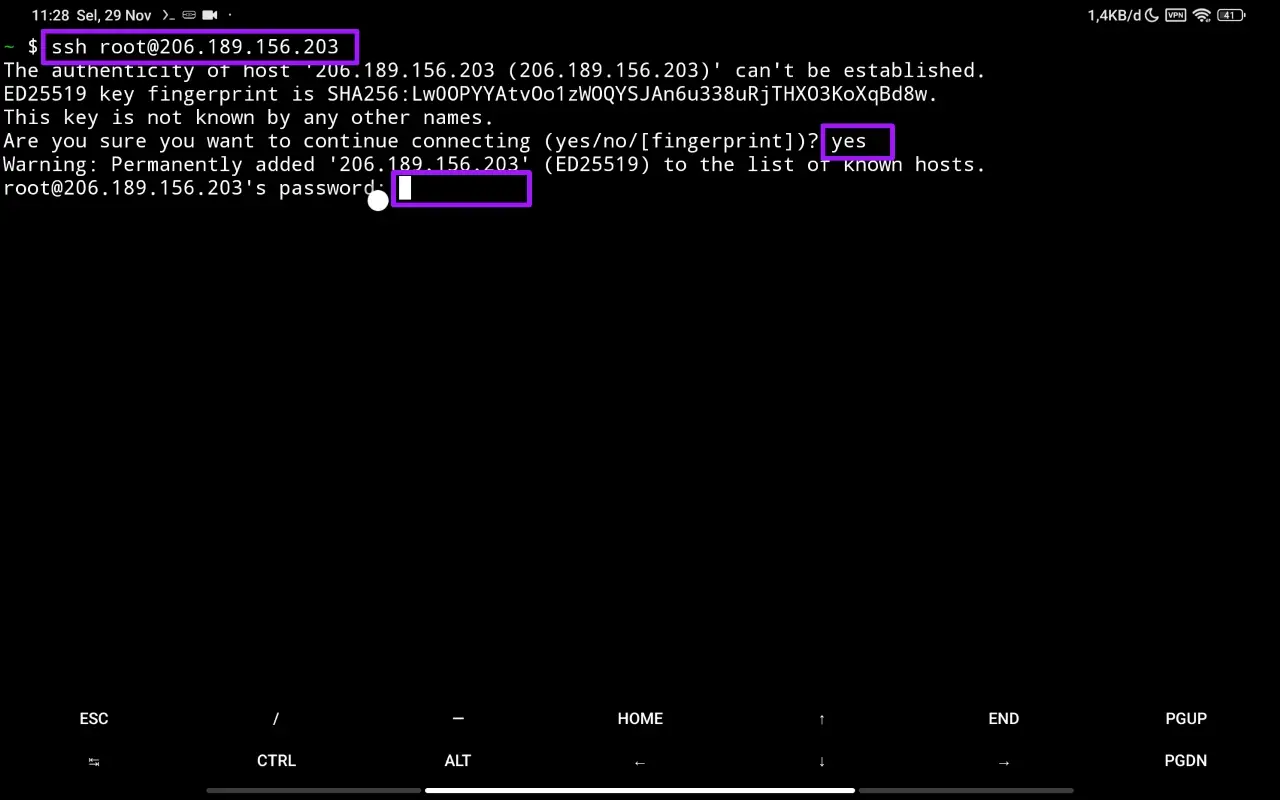 11:28 Sel, 29 Nov
1,4KB/d VPN 41
~ $ ssh root@206.189.156.203
The authenticity of host '206.189.156.203 (206.189.156.203)' can't be established.
ED25519 key fingerprint is SHA256:Lw0OPYYAtvOo1zWOQYSJAn6u338uRjTHXO3KoXqBd8w.
This key is not known by any other names.
Are you sure you want to continue connecting (yes/no/[fingerprint])? yes
Warning: Permanently added '206.189.156.203' (ED25519) to the list of known hosts.
root@206.189.156.203's password:
ESC / — HOME ↑ END PGUP
↹ CTRL ALT ← ↓ → PGDN